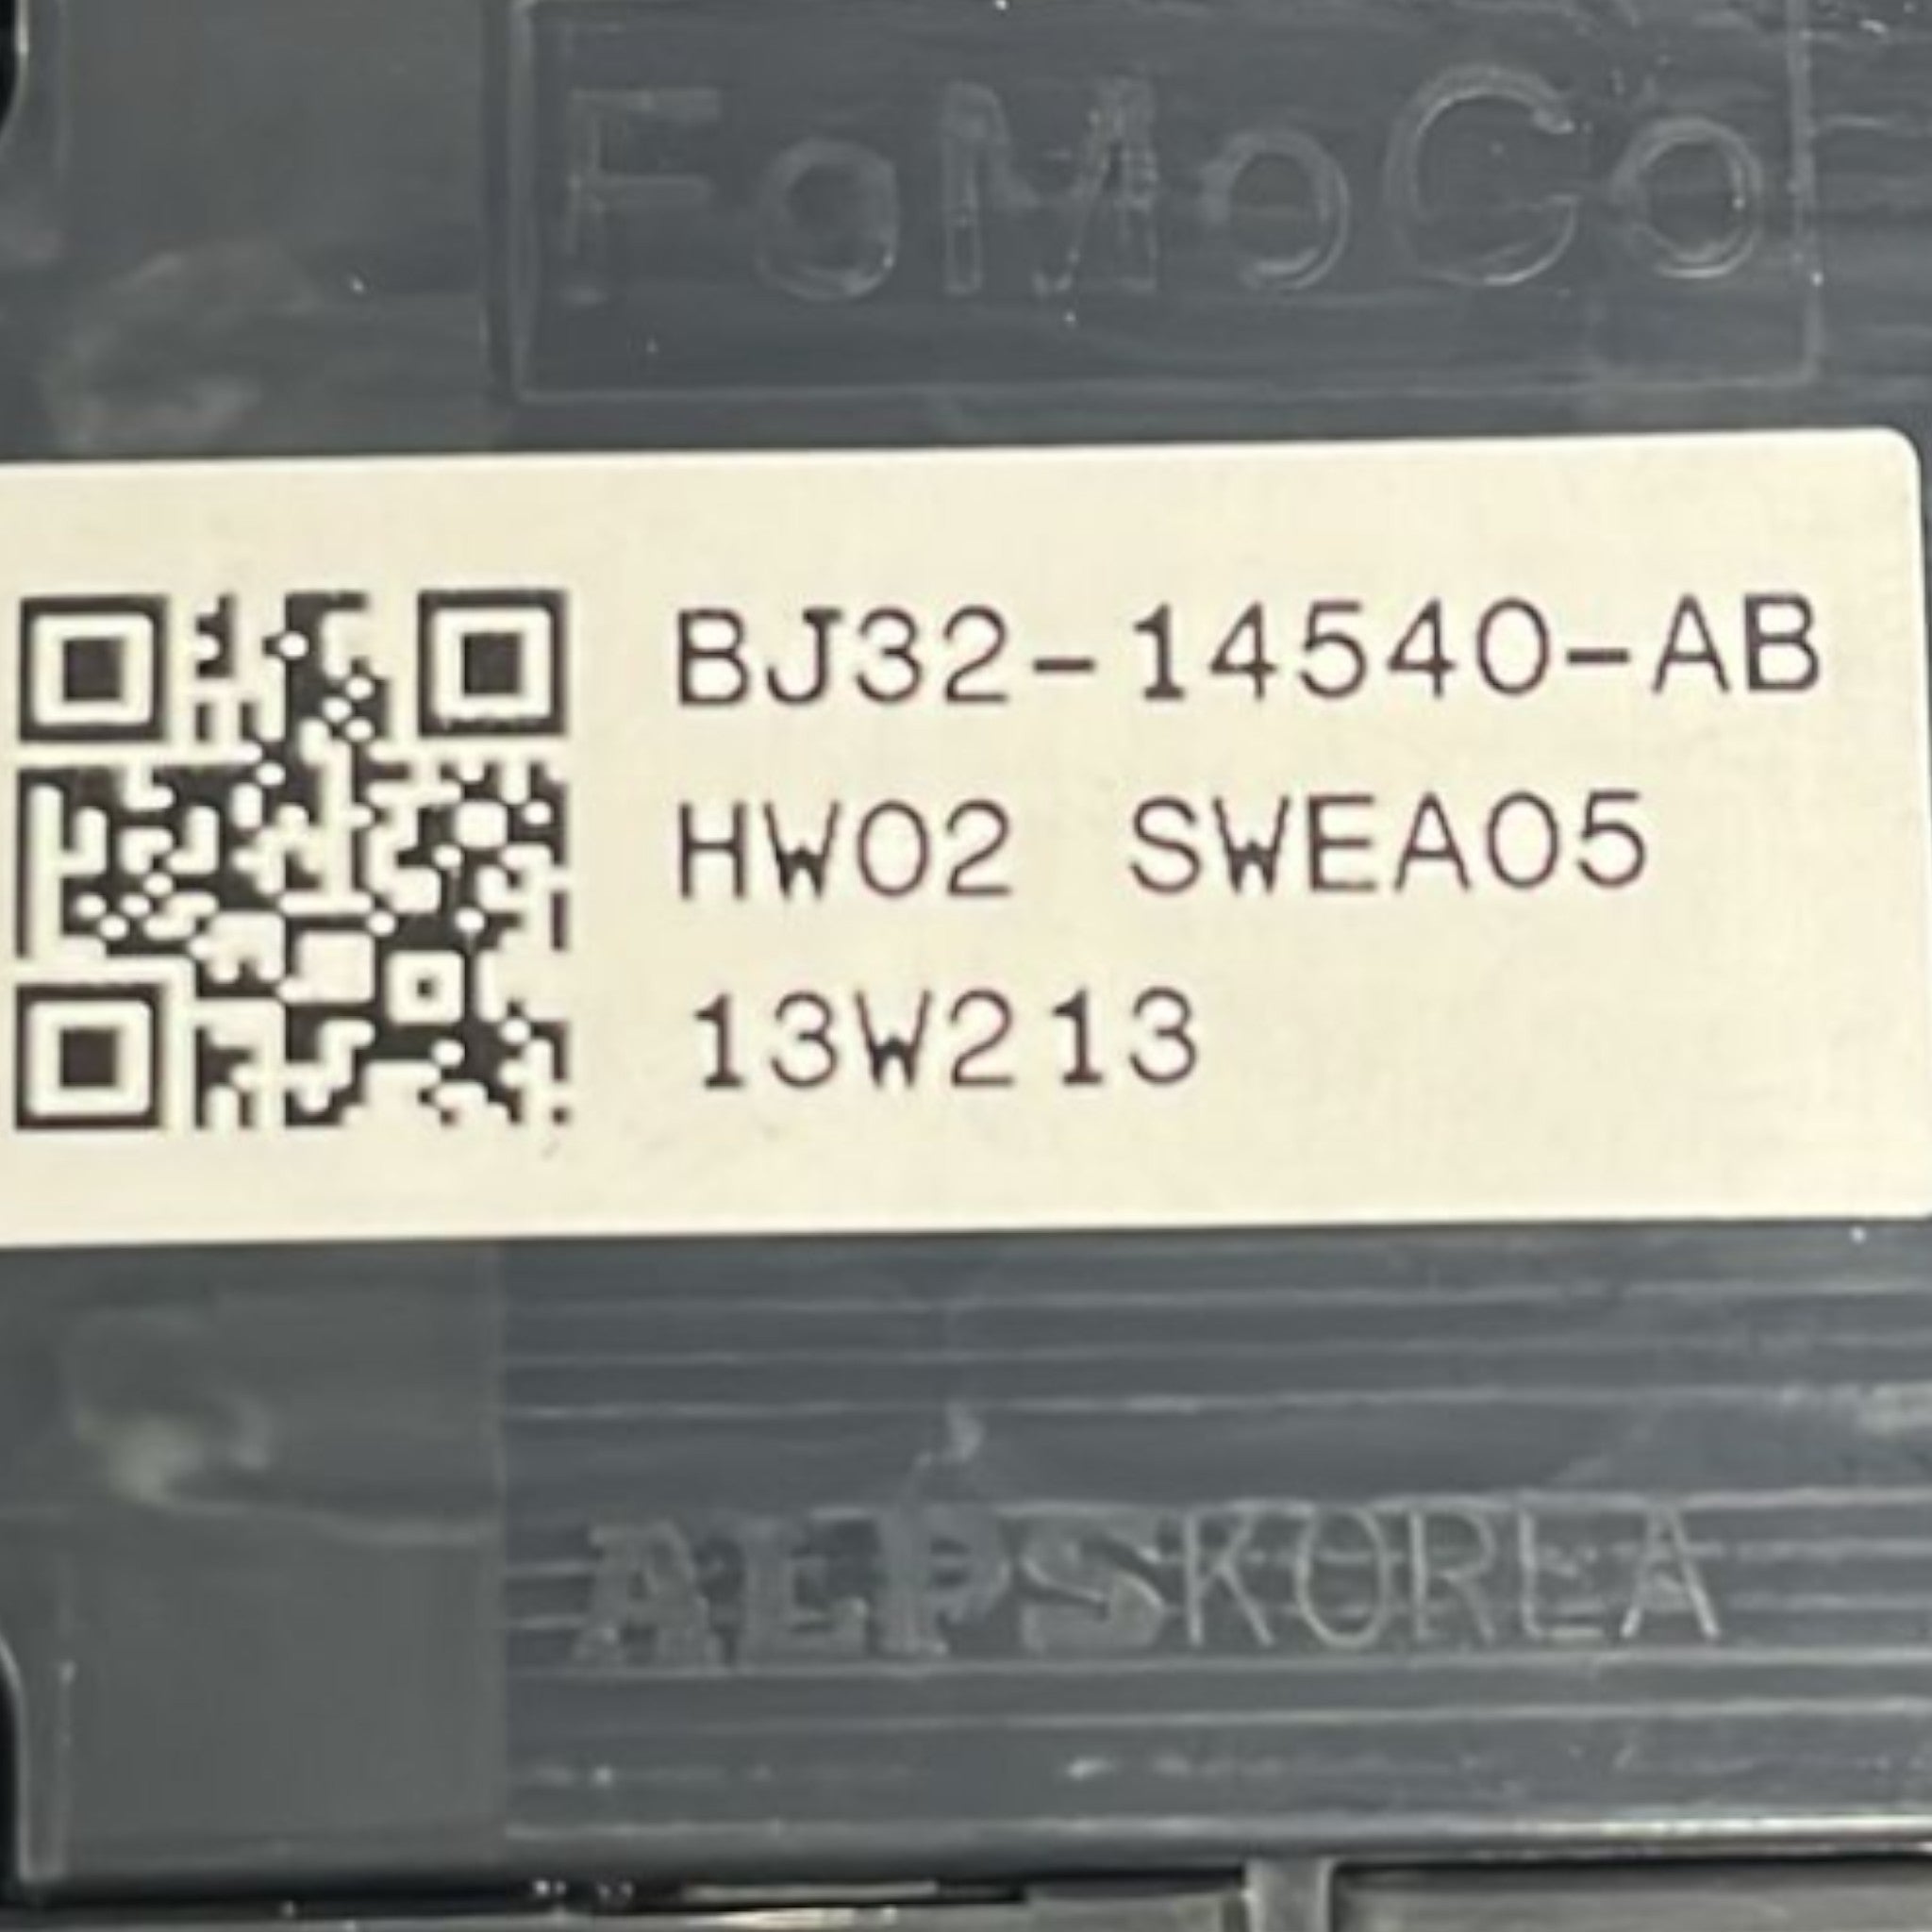 FoMoCo
BJ32-14540-AB
HW02 SWEA05
13W213
ALPSKOREA